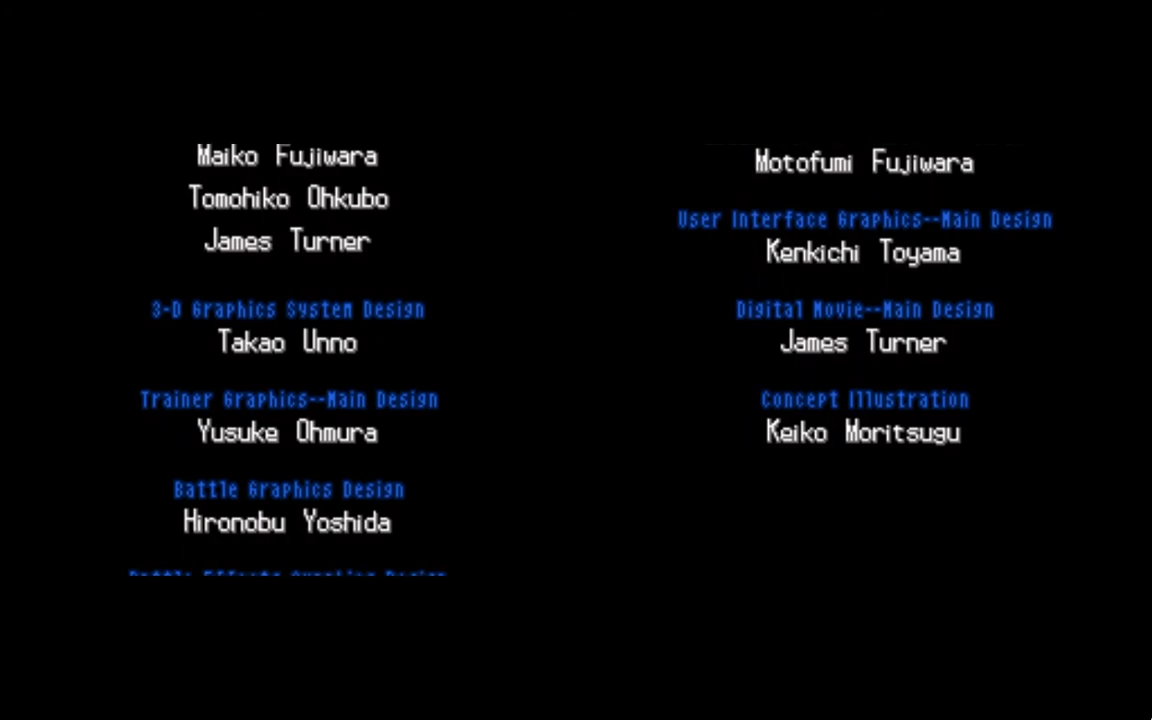 Maiko Fujiwara
Tomohiko Ohkubo
James Turner
3-D Graphics System Design
Takao Unno
Trainer Graphics--Main Design
Yusuke Ohmura
Battle Graphics Design
Hironobu Yoshida
Motofumi Fujiwara
User Interface Graphics--Main Design
Kenkichi Toyama
Digital Movie--Main Design
James Turner
Concept Illustration
Keiko Moritsugu